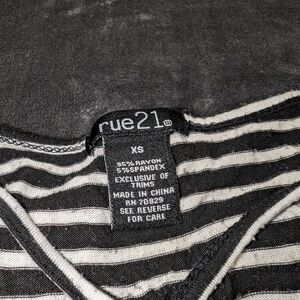 rue21®
XS
95% RAYON
5% SPANDEX
EXCLUSIVE OF
TRIMS
MADE IN CHINA
RN 70829
SEE REVERSE
FOR CARE